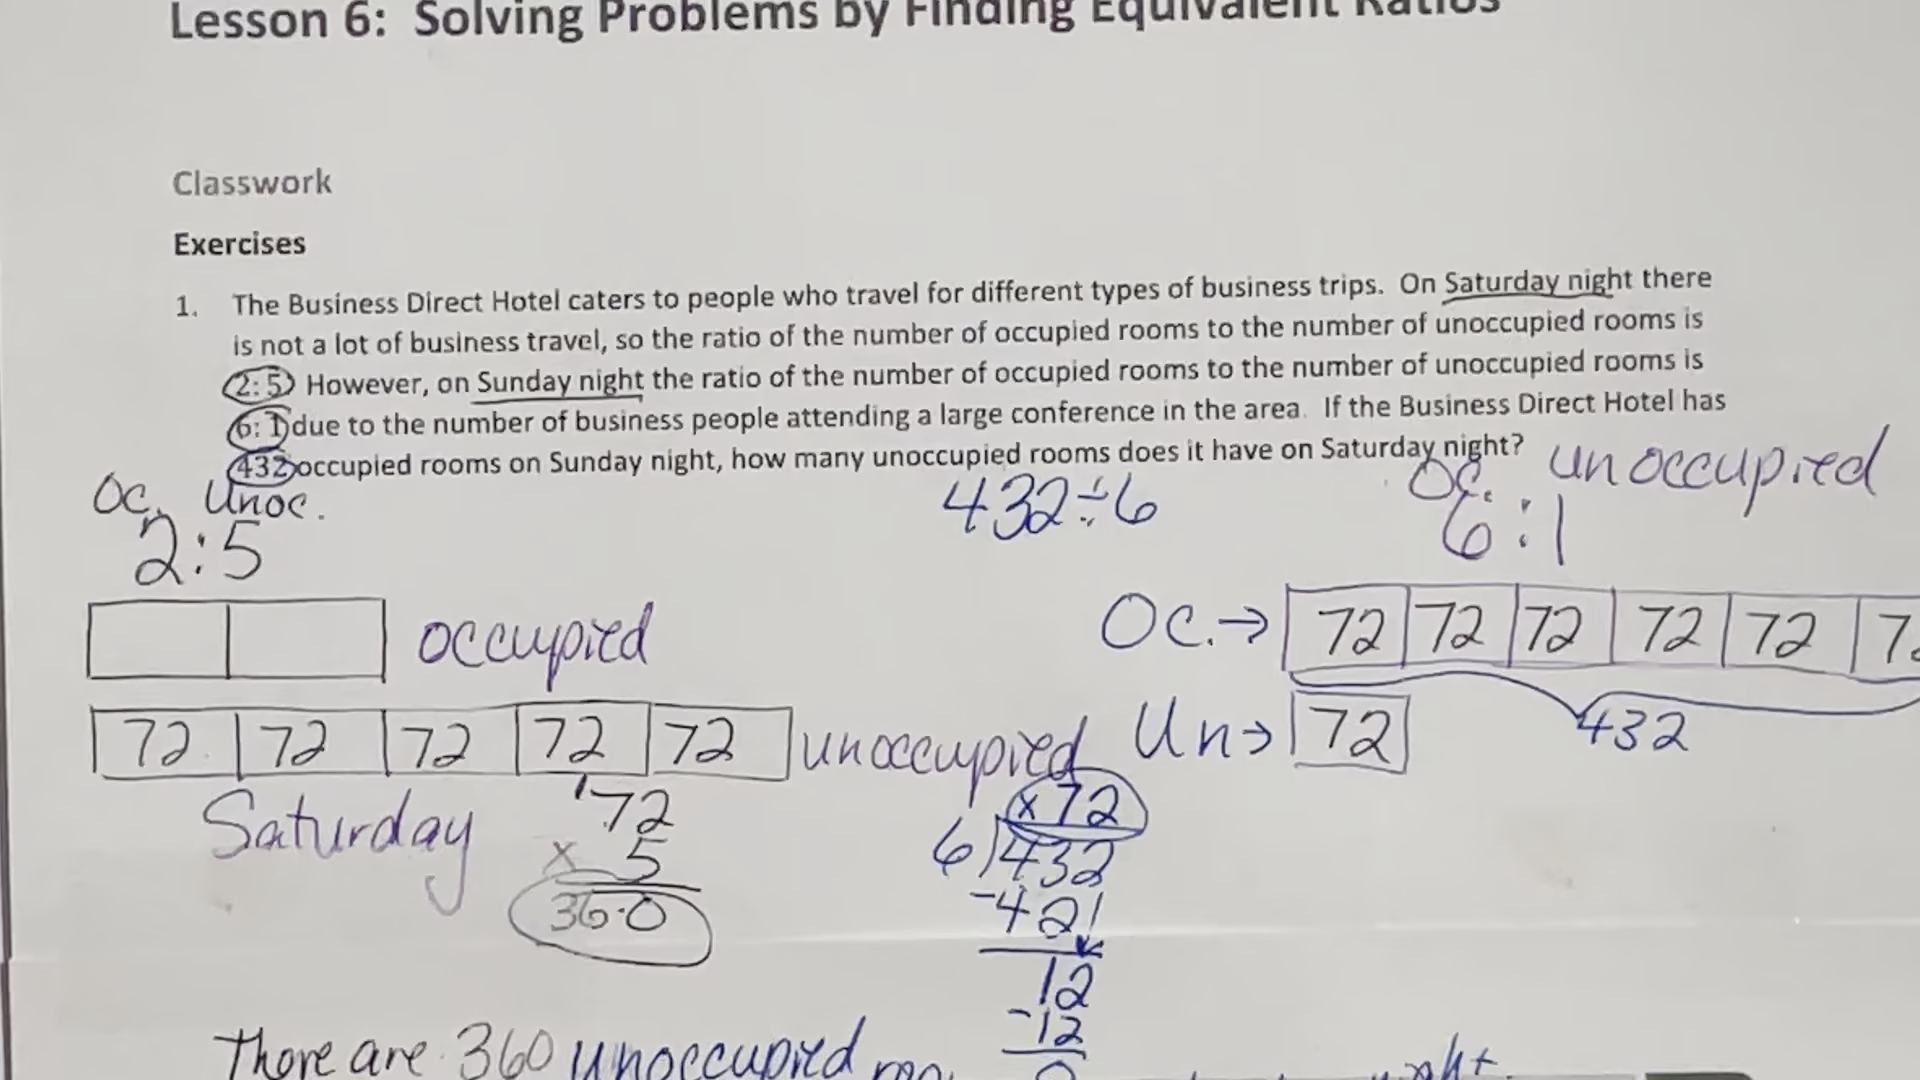 Lesson 6: Solving Problems by Finding Equivalent Ratios
Classwork
Exercises
1. The Business Direct Hotel caters to people who travel for different types of business trips. On Saturday night there
is not a lot of business travel, so the ratio of the number of occupied rooms to the number of unoccupied rooms is
2:5 However, on Sunday night the ratio of the number of occupied rooms to the number of unoccupied rooms is
6:1 due to the number of business people attending a large conference in the area. If the Business Direct Hotel has
432 occupied rooms on Sunday night, how many unoccupied rooms does it have on Saturday night?
Oc. Unoc.
2:5
432÷6
Oc. unoccupied
6:1
occupied
Oc.→ 72 72 72 72 72
72 72 72 72 72 unoccupied
Un→ 72
432
Saturday
72
x 5
360
x72
6)432
-42
12
-12
0
There are 360 unoccupied